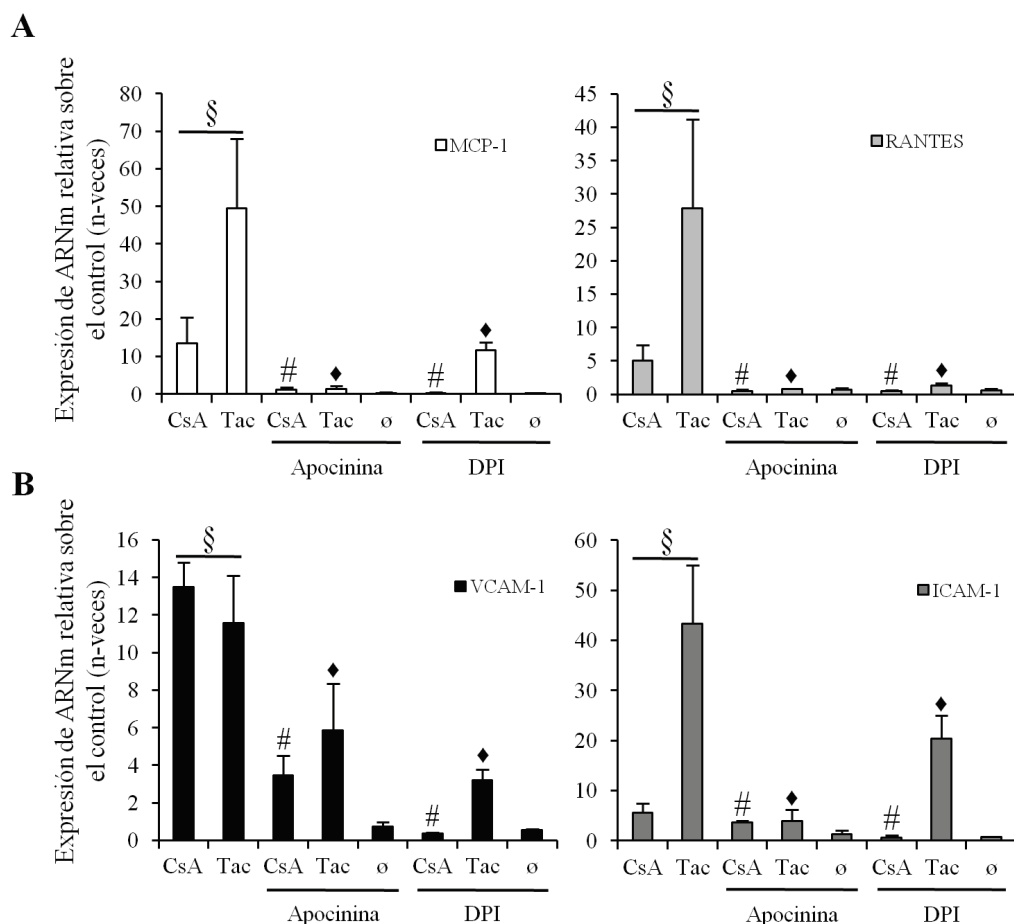 A
Expresión de ARNm relativa sobre
el control (n-veces)
80
70
60
50
40
30
20
10
0
§
MCP-1
# ♦ # ♦
CsA Tac CsA Tac ø CsA Tac ø
Apocinina DPI
45
40
35
30
25
20
15
10
5
0
§
RANTES
# ♦ # ♦
CsA Tac CsA Tac ø CsA Tac ø
Apocinina DPI
B
Expresión de ARNm relativa sobre
el control (n-veces)
16
14
12
10
8
6
4
2
0
§
VCAM-1
# ♦ # ♦
CsA Tac CsA Tac ø CsA Tac ø
Apocinina DPI
60
50
40
30
20
10
0
§
ICAM-1
# ♦ # ♦
CsA Tac CsA Tac ø CsA Tac ø
Apocinina DPI